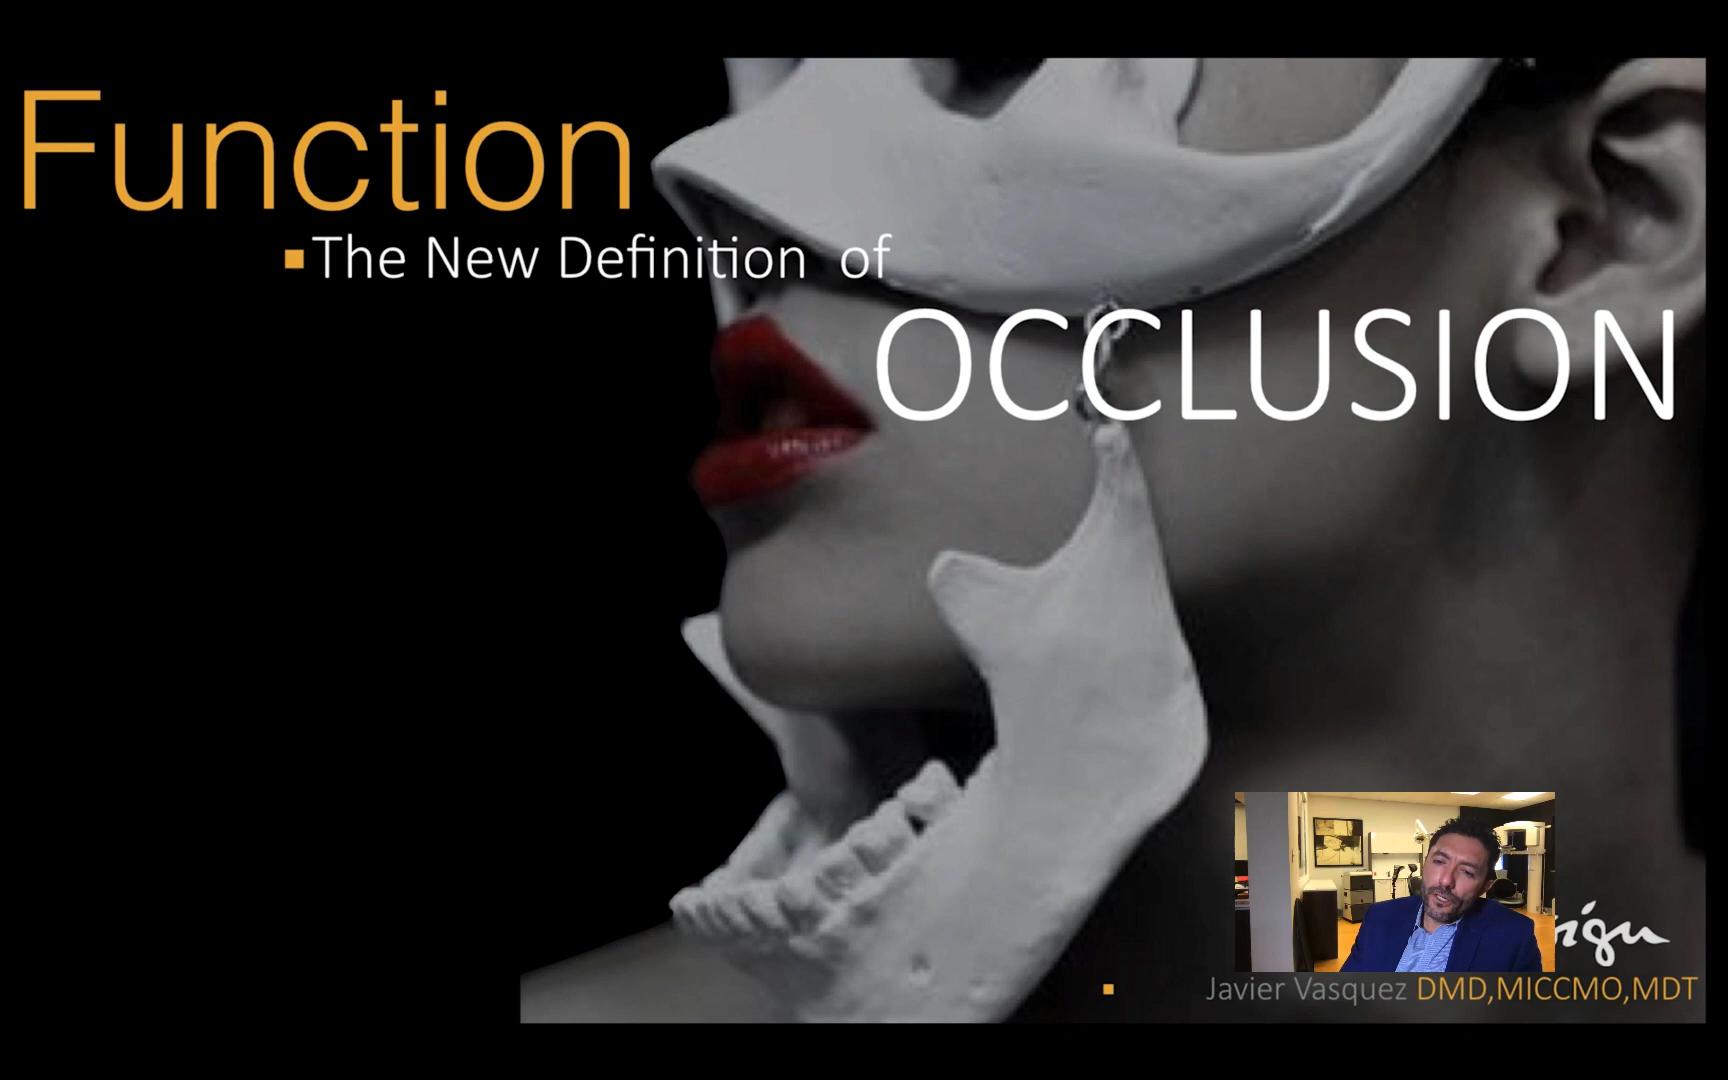 Function
The New Definition of
OCCLUSION
Javier Vasquez DMD,MICCMO,MDT